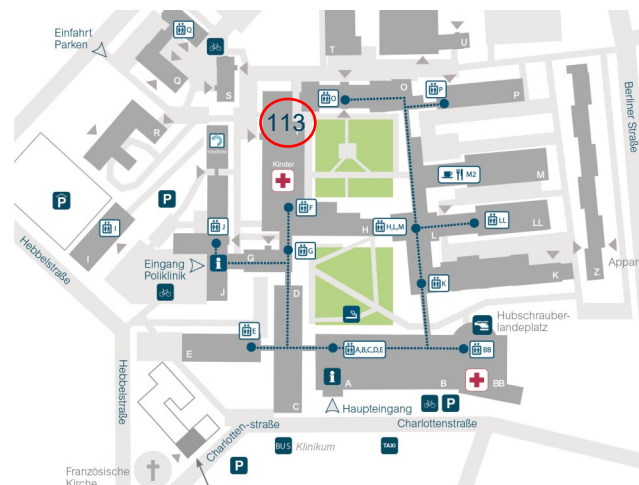 Einfahrt
Parken
Q
Q
T
U
S
O
O
P
P
Berliner Straße
R
113
Kinder
M2
M
P
P
F
I
I
J
H
H,L,M
L
LL
LL
G
G
Eingang
Poliklinik
i
J
K
K
Z
Appar
D
Hebbelstraße
Hubschrauber-
landeplatz
E
E
A,B,C,D,E
BB
i
A
B
BB
C
Haupteingang
P
Hebbelstraße
Charlotten-straße
Charlottenstraße
BUS
Klinikum
TAXI
P
Französische
Kirche